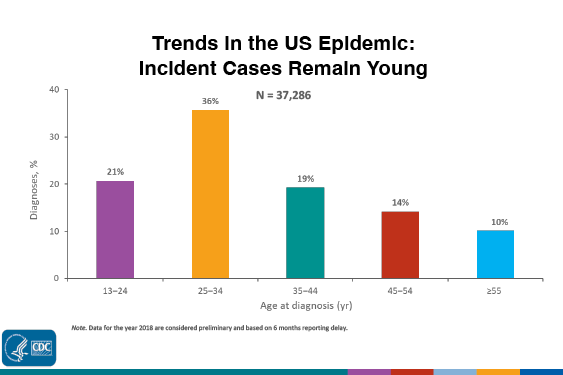 Trends in the US Epidemic:
Incident Cases Remain Young
N = 37,286
Diagnoses, %
40
30
20
10
0
21%
36%
19%
14%
10%
13–24
25–34
35–44
45–54
≥55
Age at diagnosis (yr)
Note. Data for the year 2018 are considered preliminary and based on 6 months reporting delay.
CDC